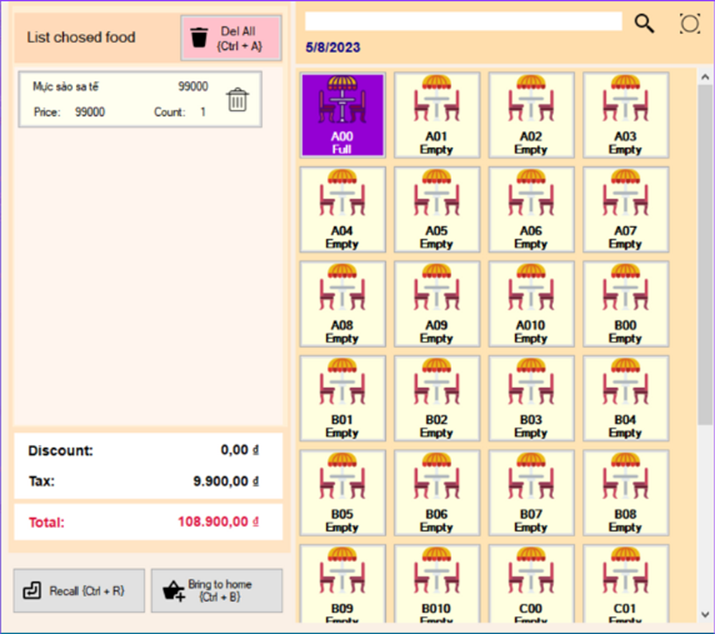 List chosed food
Del All
{Ctrl + A}
5/8/2023
Mực sào sa tế 99000
Price: 99000 Count: 1
A00
Full
A01
Empty
A02
Empty
A03
Empty
A04
Empty
A05
Empty
A06
Empty
A07
Empty
A08
Empty
A09
Empty
A010
Empty
B00
Empty
B01
Empty
B02
Empty
B03
Empty
B04
Empty
B05
Empty
B06
Empty
B07
Empty
B08
Empty
B09
Empty
B010
Empty
C00
Empty
C01
Empty
Discount: 0,00 ₫
Tax: 9.900,00 ₫
Total: 108.900,00 ₫
Recall {Ctrl + R}
Bring to home
{Ctrl + B}